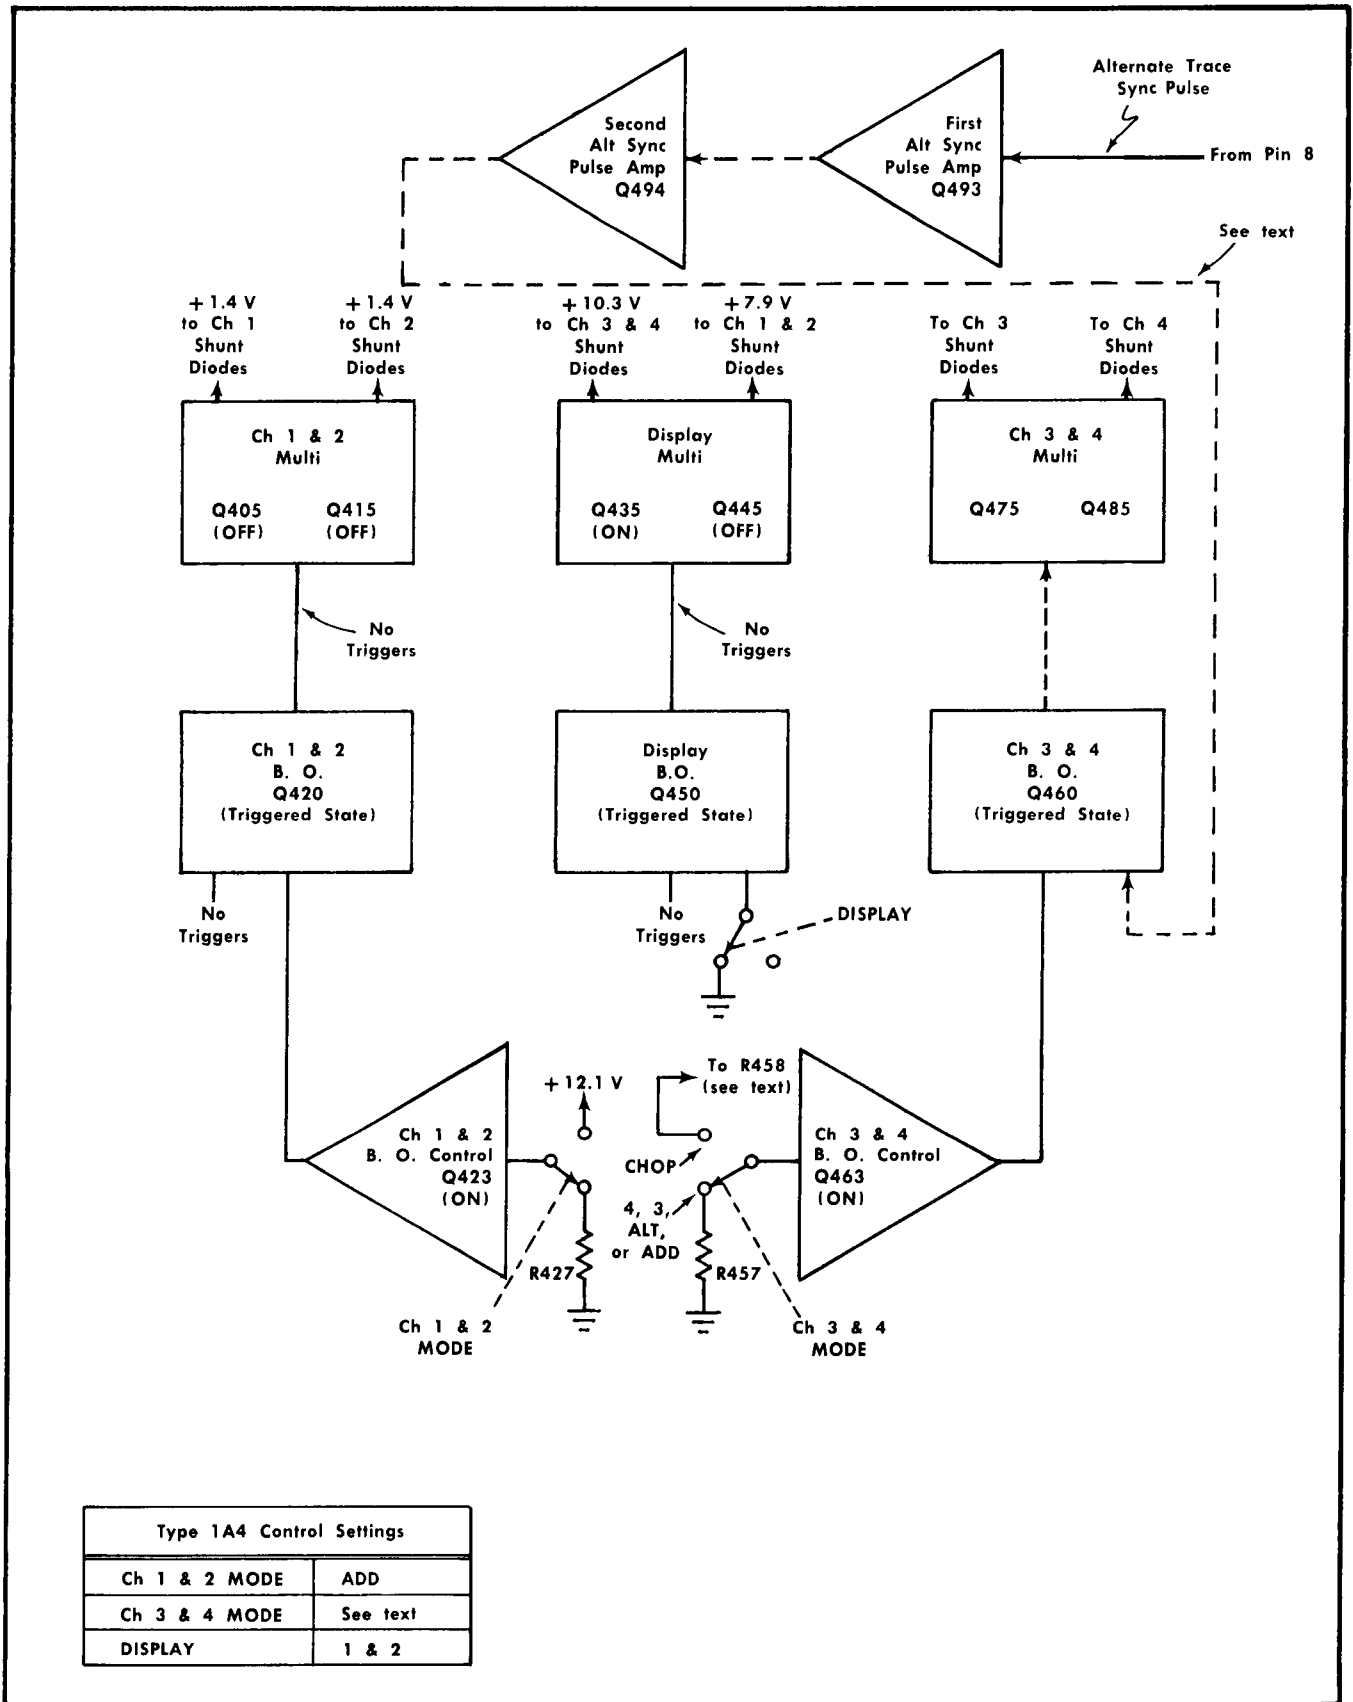 Alternate Trace
Sync Pulse
Second
Alt Sync
Pulse Amp
Q494
First
Alt Sync
Pulse Amp
Q493
From Pin 8
See text
+1.4 V
to Ch 1
Shunt
Diodes
+1.4 V
to Ch 2
Shunt
Diodes
+10.3 V
to Ch 3 & 4
Shunt
Diodes
+7.9 V
to Ch 1 & 2
Shunt
Diodes
To Ch 3
Shunt
Diodes
To Ch 4
Shunt
Diodes
Ch 1 & 2
Multi
Q405
(OFF)
Q415
(OFF)
Display
Multi
Q435
(ON)
Q445
(OFF)
Ch 3 & 4
Multi
Q475
Q485
No
Triggers
No
Triggers
Ch 1 & 2
B. O.
Q420
(Triggered State)
Display
B.O.
Q450
(Triggered State)
Ch 3 & 4
B. O.
Q460
(Triggered State)
No
Triggers
No
Triggers
DISPLAY
Ch 1 & 2
B. O. Control
Q423
(ON)
+12.1 V
To R458
(see text)
CHOP
4, 3,
ALT,
or ADD
Ch 3 & 4
B. O. Control
Q463
(ON)
R427
R457
Ch 1 & 2
MODE
Ch 3 & 4
MODE
Type 1A4 Control Settings
Ch 1 & 2 MODE ADD
Ch 3 & 4 MODE See text
DISPLAY 1 & 2